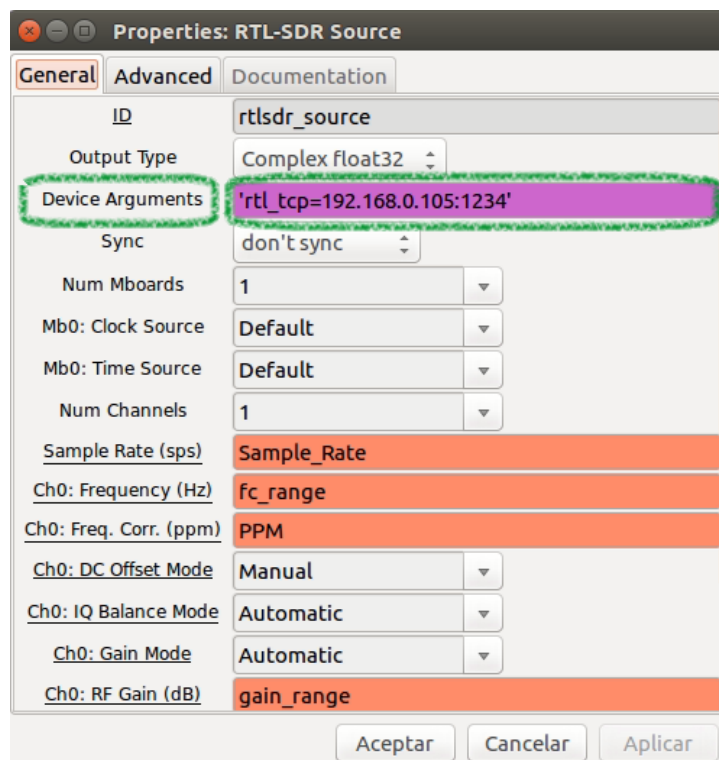 Properties: RTL-SDR Source
General Advanced Documentation
ID rtlsdr_source
Output Type Complex float32
Device Arguments 'rtl_tcp=192.168.0.105:1234'
Sync don't sync
Num Mboards 1
Mb0: Clock Source Default
Mb0: Time Source Default
Num Channels 1
Sample Rate (sps) Sample_Rate
Ch0: Frequency (Hz) fc_range
Ch0: Freq. Corr. (ppm) PPM
Ch0: DC Offset Mode Manual
Ch0: IQ Balance Mode Automatic
Ch0: Gain Mode Automatic
Ch0: RF Gain (dB) gain_range
Aceptar Cancelar Aplicar